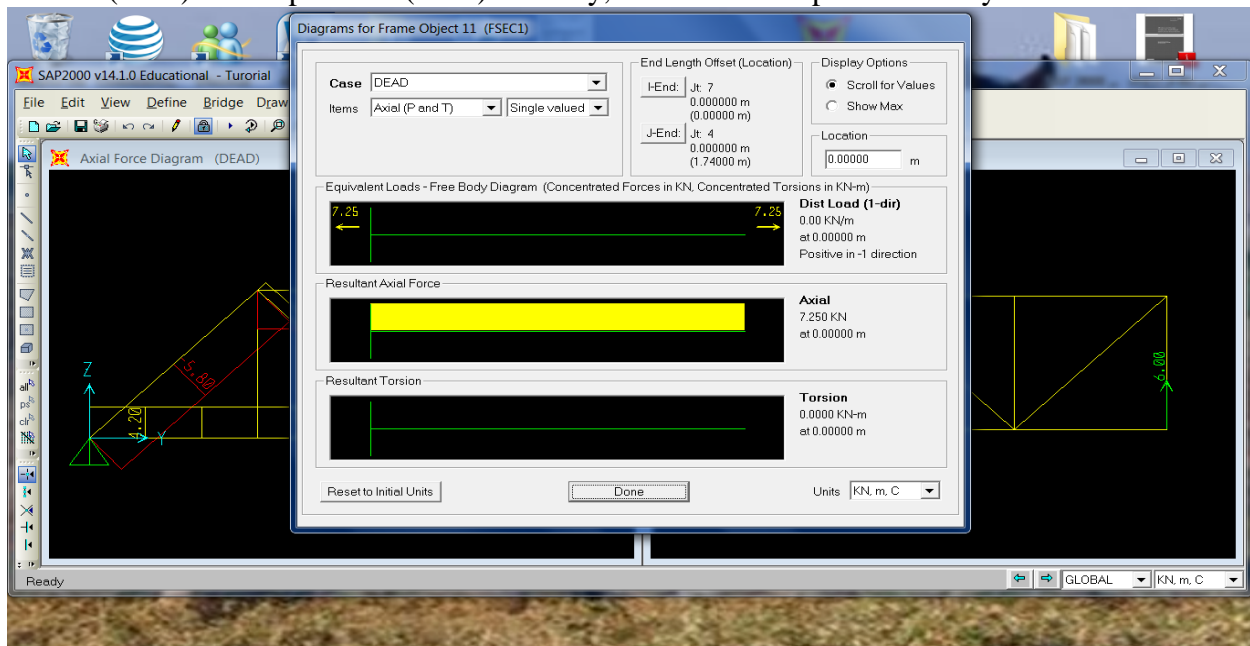 Diagrams for Frame Object 11 (FSEC1)
SAP2000 v14.1.0 Educational - Turorial
File Edit View Define Bridge Draw
Axial Force Diagram (DEAD)
Case DEAD
Items Axial (P and T) Single valued
End Length Offset (Location)
I-End: Jt: 7
0.000000 m
(0.00000 m)
J-End: Jt: 4
0.000000 m
(1.74000 m)
Display Options
Scroll for Values
Show Max
Location
0.00000 m
Equivalent Loads - Free Body Diagram (Concentrated Forces in KN, Concentrated Torsions in KN-m)
7.25 7.25
Dist Load (1-dir)
0.00 KN/m
at 0.00000 m
Positive in -1 direction
Resultant Axial Force
Axial
7.250 KN
at 0.00000 m
Resultant Torsion
Torsion
0.0000 KN-m
at 0.00000 m
Reset to Initial Units Done Units KN, m, C
all
ps
clr
Z
Y
-5.80
4.20
6.00
Ready GLOBAL KN, m, C